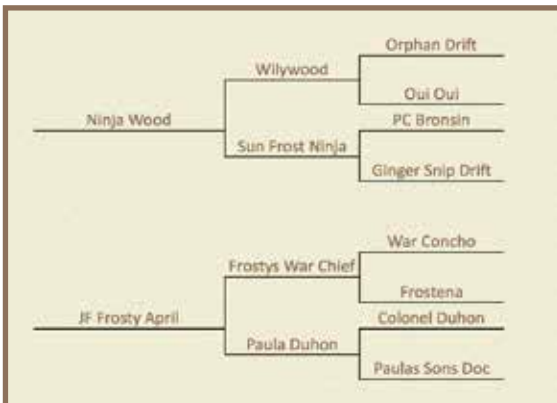 Orphan Drift
Wilywood
Oui Oui
Ninja Wood
PC Bronsin
Sun Frost Ninja
Ginger Snip Drift
War Concho
Frostys War Chief
Frostena
JF Frosty April
Colonel Duhon
Paula Duhon
Paulas Sons Doc